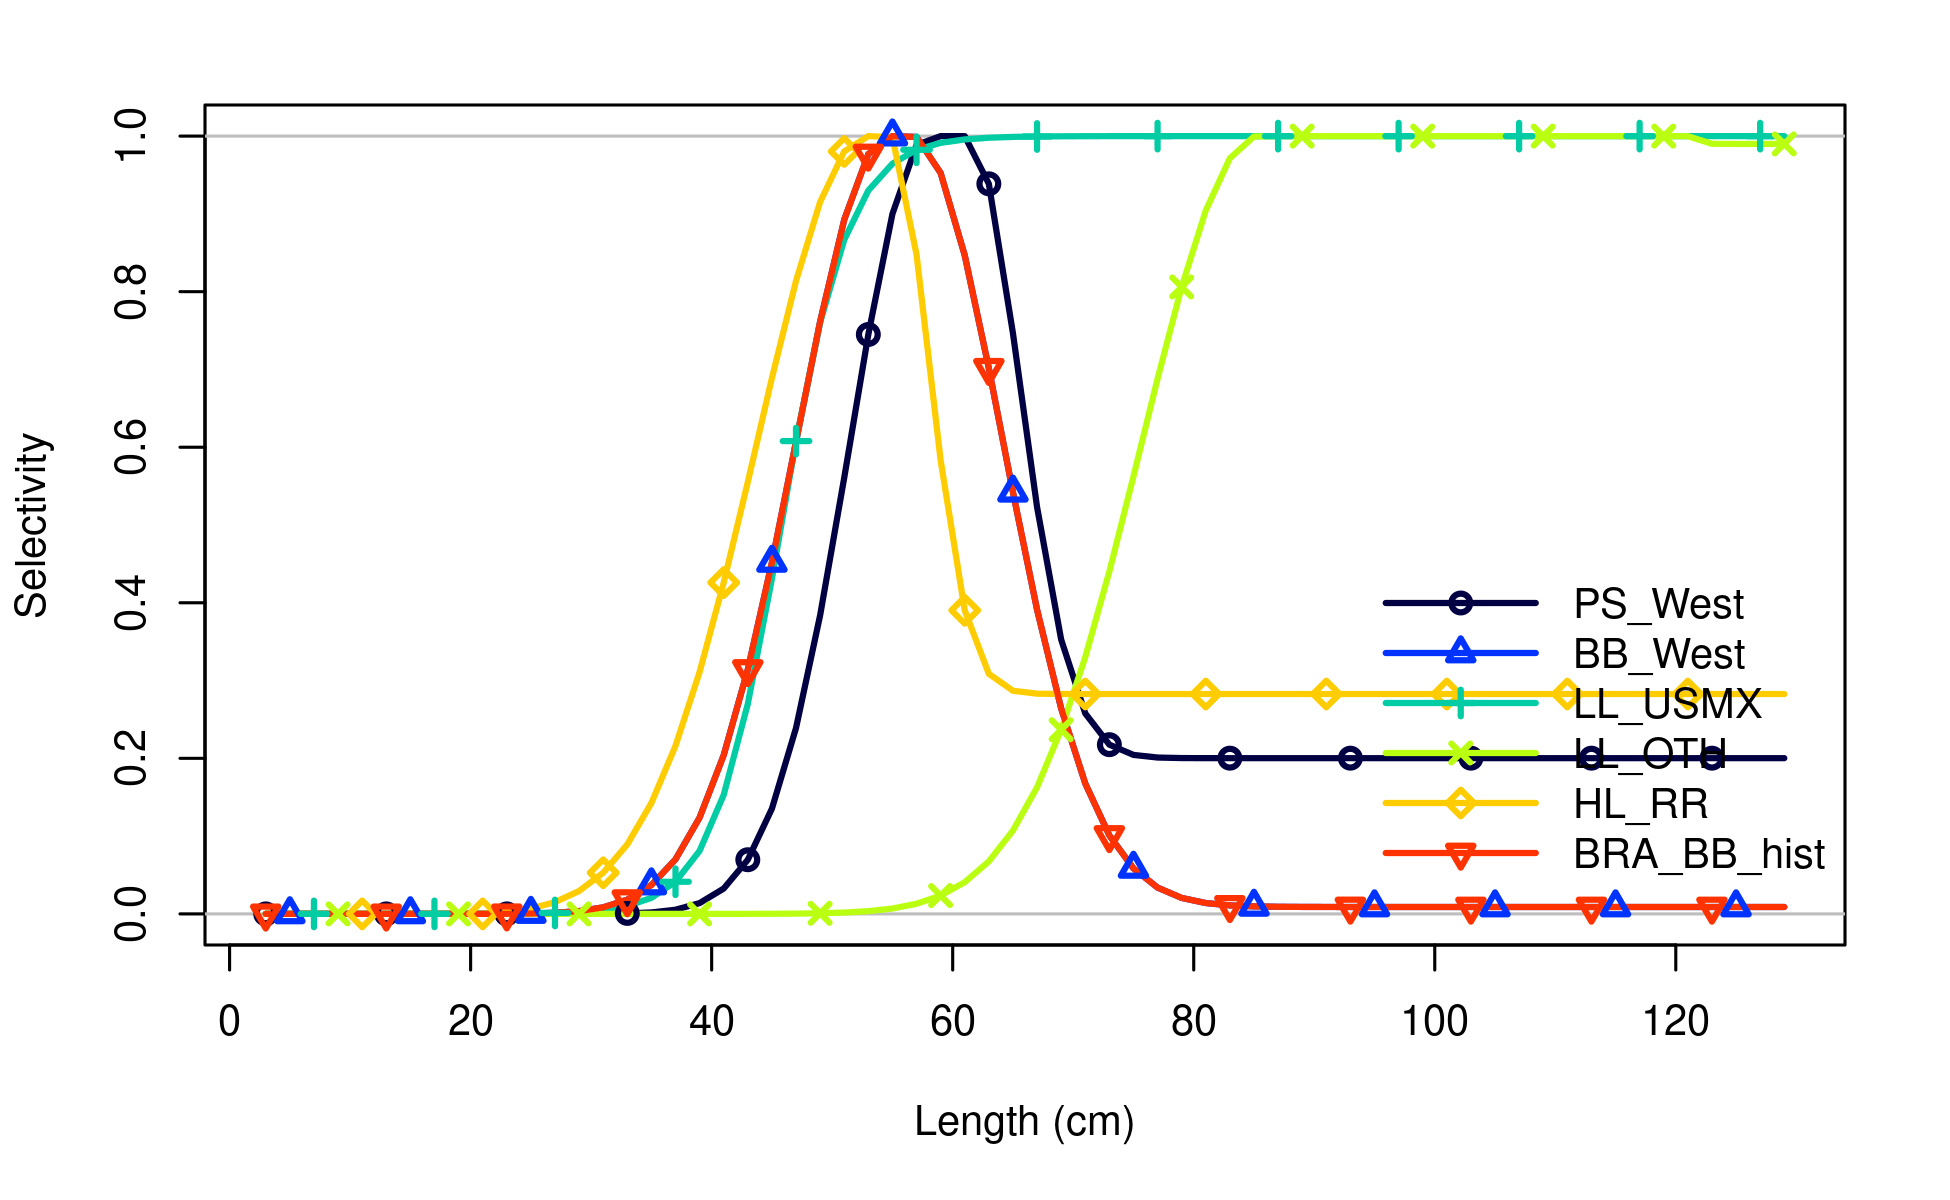 Selectivity
1.0
0.8
0.6
0.4
0.2
0.0
PS_West
BB_West
LL_USMX
LL_OTH
HL_RR
BRA_BB_hist
0 20 40 60 80 100 120
Length (cm)